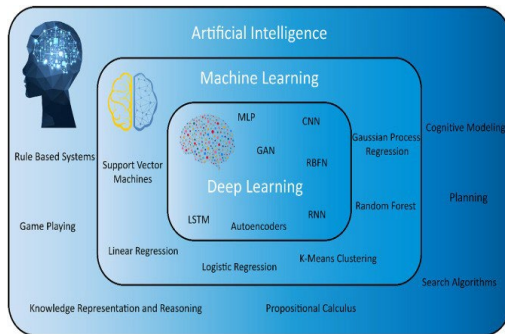 Artificial Intelligence
Machine Learning
MLP
CNN
Cognitive Modeling
Gaussian Process
Regression
GAN
Rule Based Systems
Support Vector
Machines
RBFN
Deep Learning
Planning
Random Forest
Game Playing
LSTM
Autoencoders
RNN
Linear Regression
Logistic Regression
K-Means Clustering
Search Algorithms
Knowledge Representation and Reasoning
Propositional Calculus